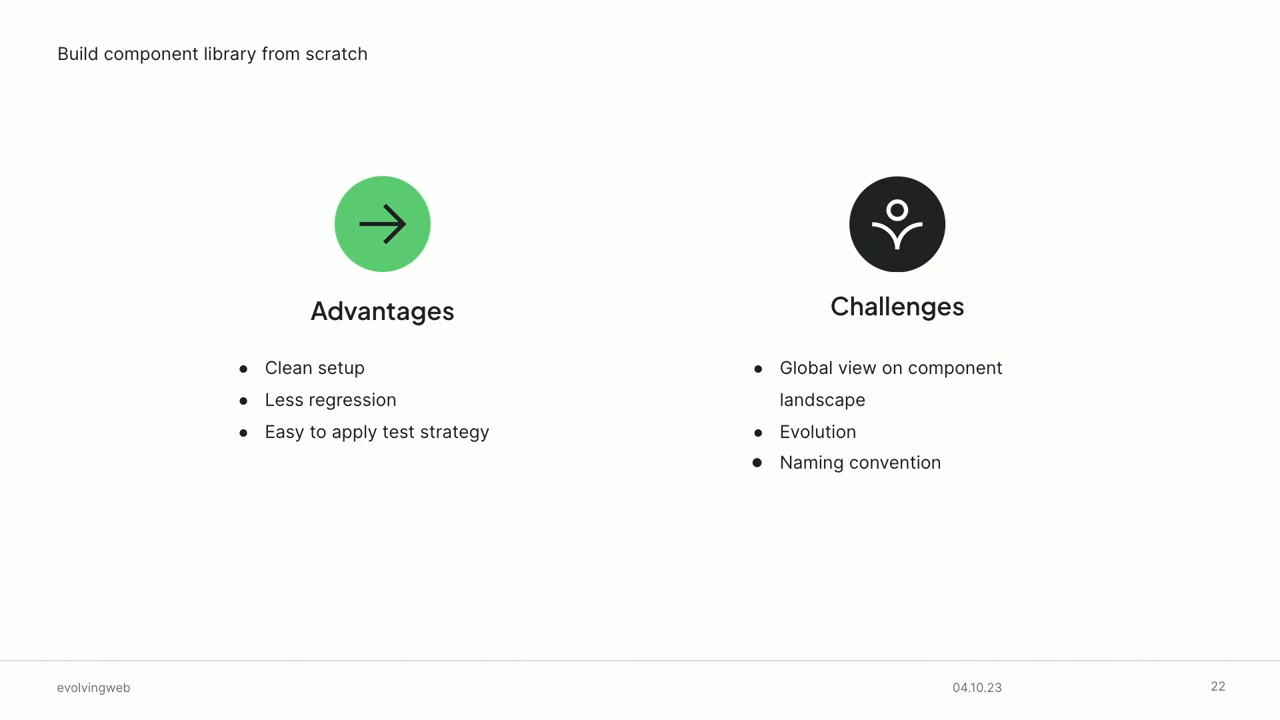 Build component library from scratch
Advantages
Clean setup
Less regression
Easy to apply test strategy
Challenges
Global view on component
landscape
Evolution
Naming convention
evolvingweb
04.10.23
22